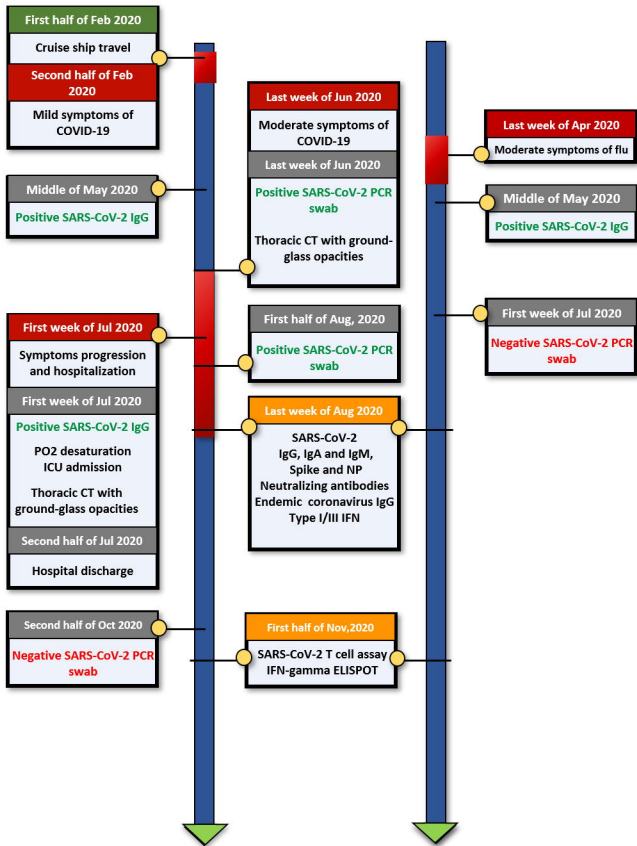 First half of Feb 2020
Cruise ship travel
Second half of Feb
2020
Mild symptoms of
COVID-19
Middle of May 2020
Positive SARS-CoV-2 IgG
First week of Jul 2020
Symptoms progression
and hospitalization
First week of Jul 2020
Positive SARS-CoV-2 IgG
PO2 desaturation
ICU admission
Thoracic CT with
ground-glass opacities
Second half of Jul 2020
Hospital discharge
Second half of Oct 2020
Negative SARS-CoV-2 PCR
swab
Last week of Jun 2020
Moderate symptoms of
COVID-19
Last week of Jun 2020
Positive SARS-CoV-2 PCR
swab
Thoracic CT with ground-
glass opacities
First half of Aug, 2020
Positive SARS-CoV-2 PCR
swab
Last week of Aug 2020
SARS-CoV-2
IgG, IgA and IgM,
Spike and NP
Neutralizing antibodies
Endemic coronavirus IgG
Type I/III IFN
First half of Nov,2020
SARS-CoV-2 T cell assay
IFN-gamma ELISPOT
Last week of Apr 2020
Moderate symptoms of flu
Middle of May 2020
Positive SARS-CoV-2 IgG
First week of Jul 2020
Negative SARS-CoV-2 PCR
swab